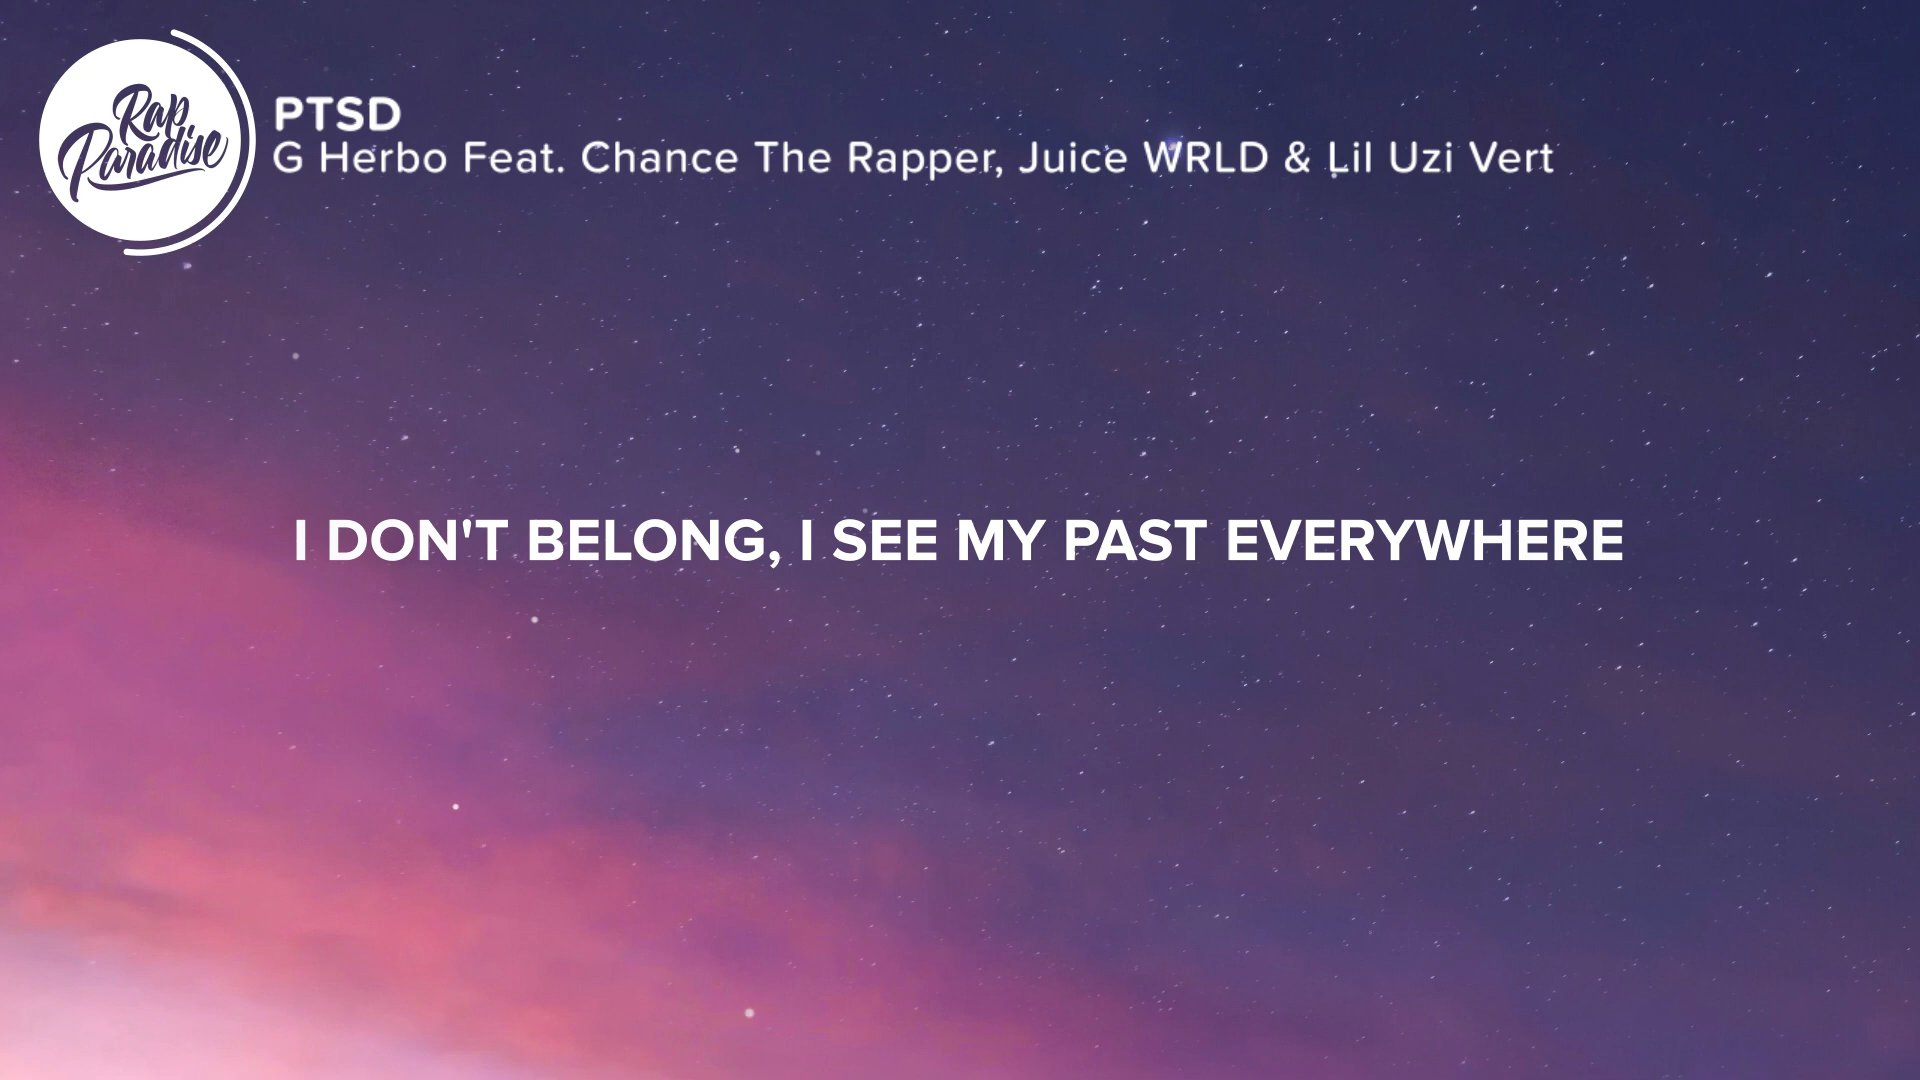 Rap
Paradise
PTSD
G Herbo Feat. Chance The Rapper, Juice WRLD & Lil Uzi Vert
I DON'T BELONG, I SEE MY PAST EVERYWHERE